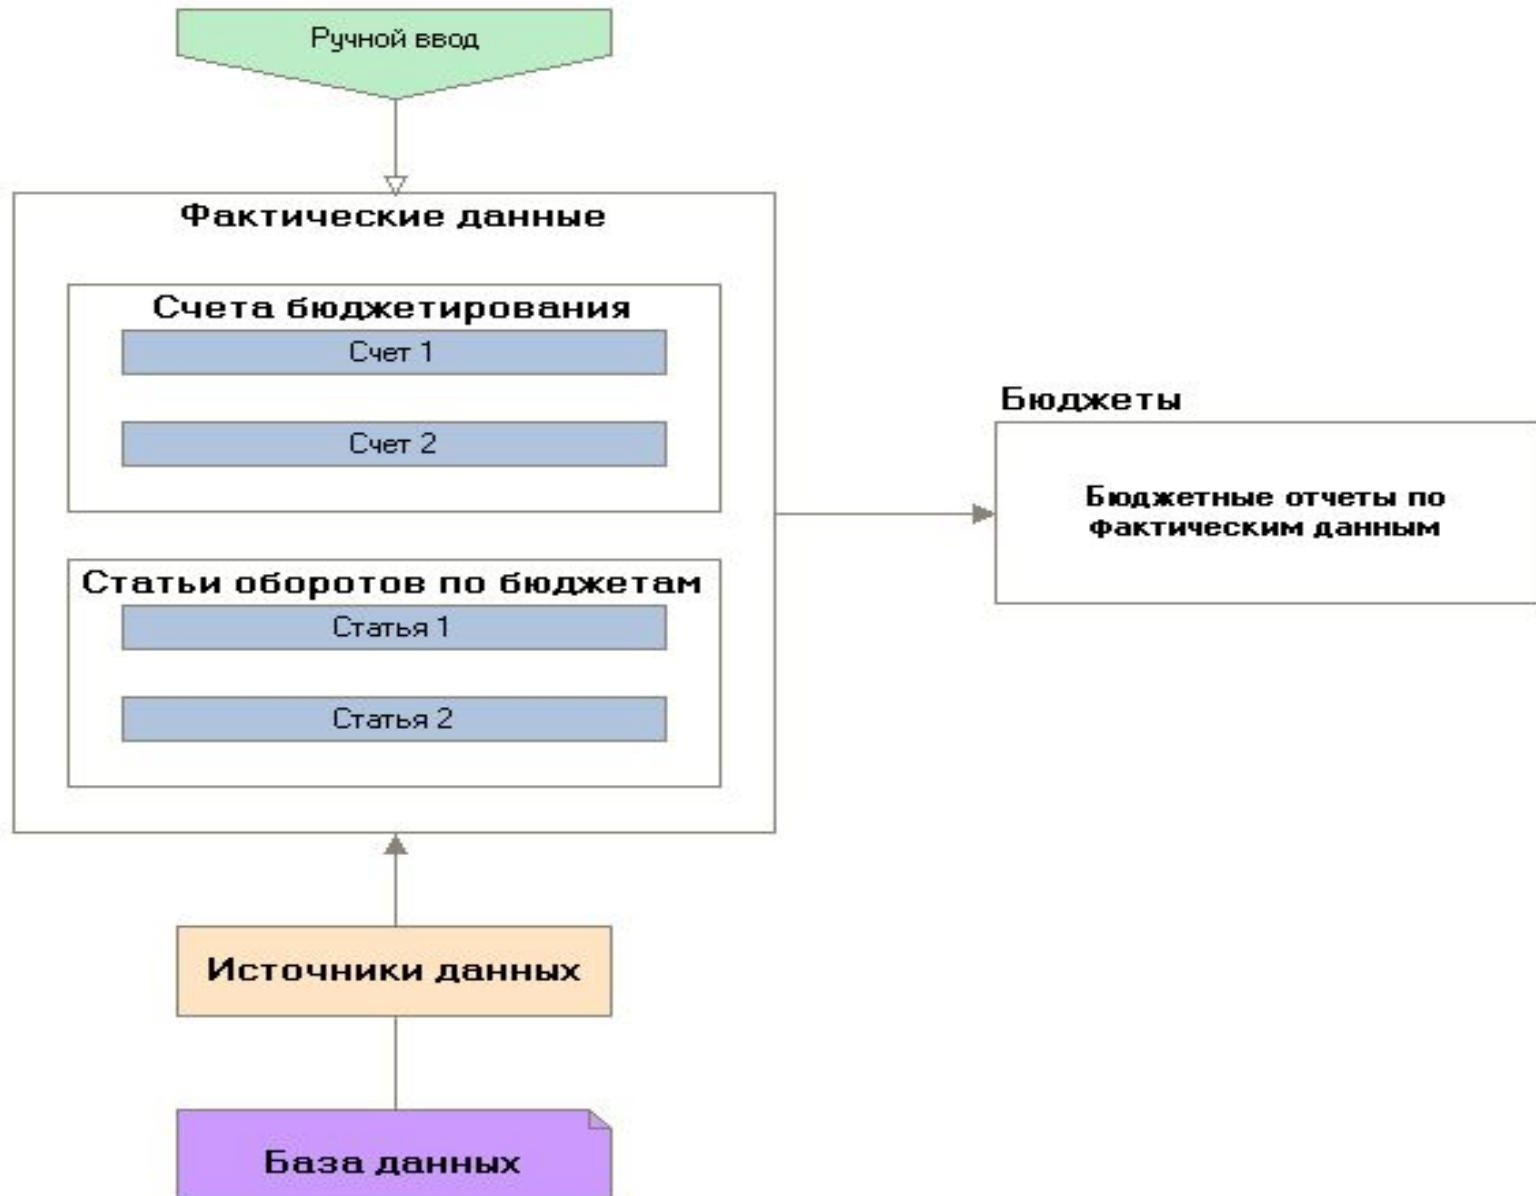 Ручной ввод
Фактические данные
Счета бюджетирования
Счет 1
Счет 2
Статьи оборотов по бюджетам
Статья 1
Статья 2
Бюджеты
Бюджетные отчеты по
фактическим данным
Источники данных
База данных